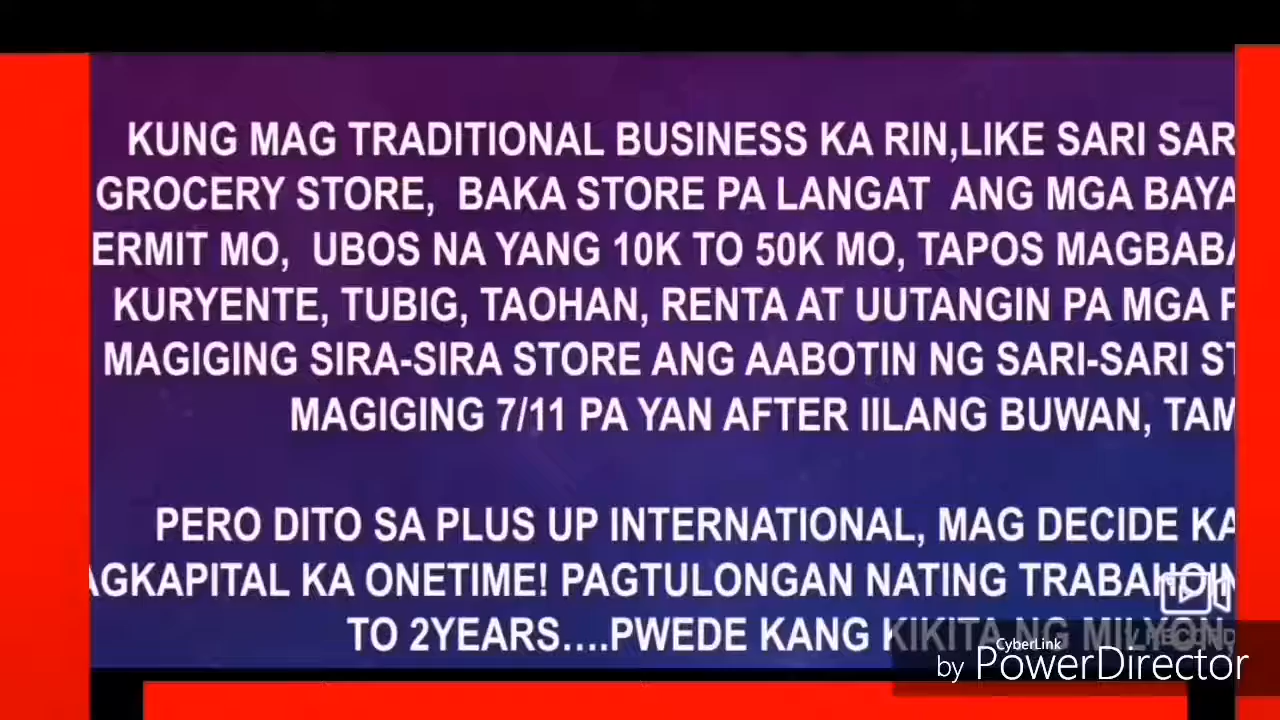 KUNG MAG TRADITIONAL BUSINESS KA RIN,LIKE SARI SAR
GROCERY STORE, BAKA STORE PA LANGAT ANG MGA BAYA
ERMIT MO, UBOS NA YANG 10K TO 50K MO, TAPOS MAGBABA
KURYENTE, TUBIG, TAOHAN, RENTA AT UUTANGIN PA MGA P
MAGIGING SIRA-SIRA STORE ANG AABOTIN NG SARI-SARI ST
MAGIGING 7/11 PA YAN AFTER IILANG BUWAN, TAM
PERO DITO SA PLUS UP INTERNATIONAL, MAG DECIDE KA
AGKAPITAL KA ONETIME! PAGTULONGAN NATING TRABAHOIN
TO 2YEARS....PWEDE KANG KIKITA NG MILYON,
CyberLink
by PowerDirector